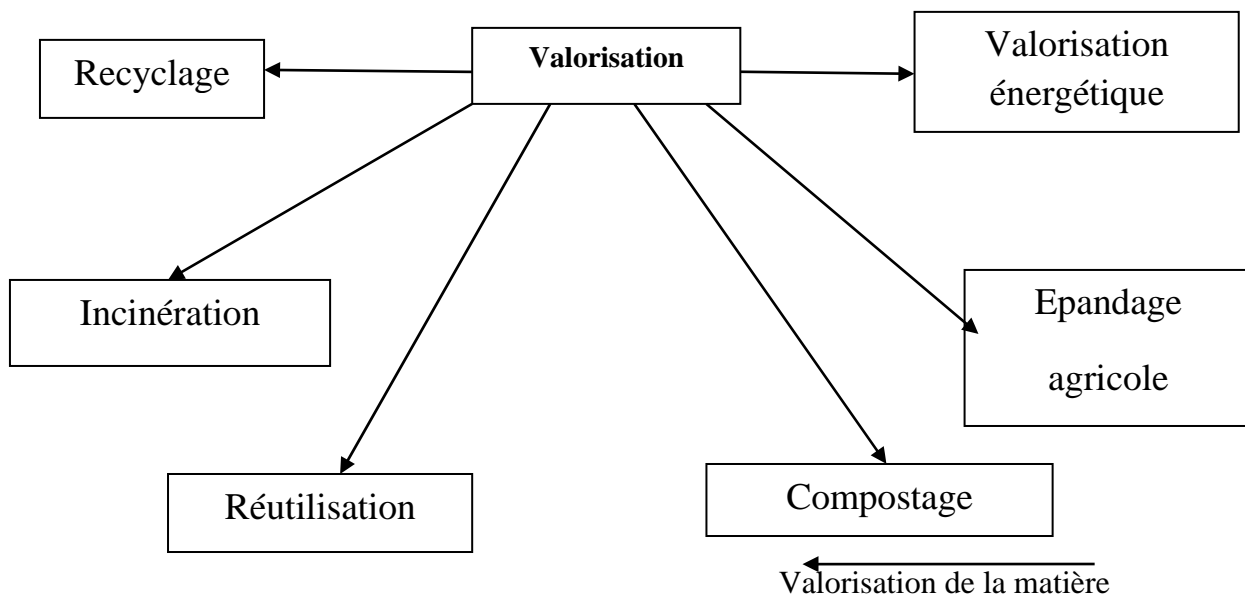 Valorisation
Recyclage
Valorisation
énergétique
Incinération
Epandage
agricole
Réutilisation
Compostage
Valorisation de la matière